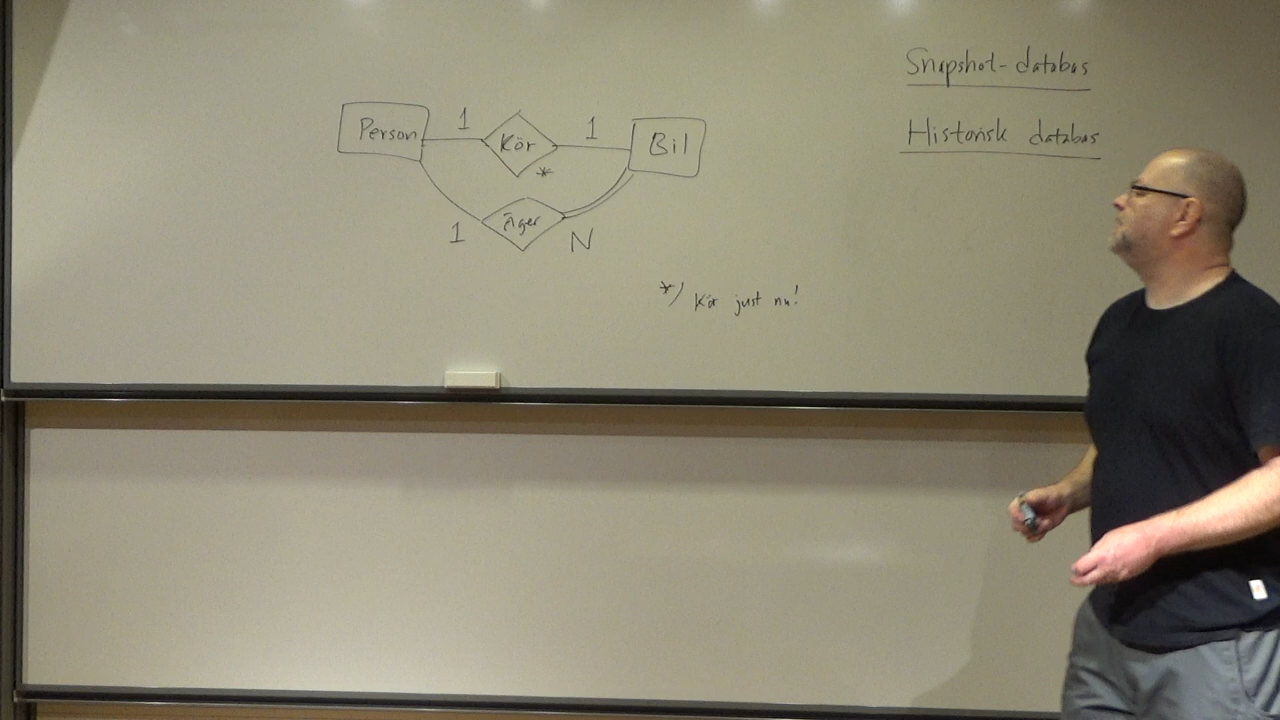 Snapshot-databas
Historisk databas
Person 1 Kör 1 Bil
*
1 Äger N
*) Kör just nu!